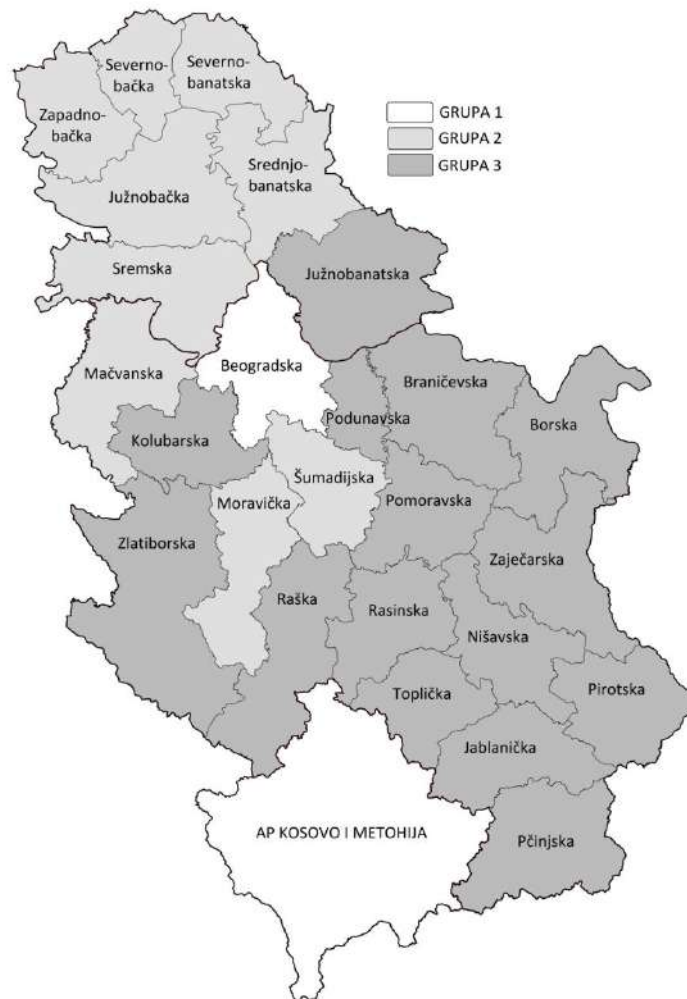 Severno-
bačka
Severno-
banatska
Zapadno-
bačka
GRUPA 1
GRUPA 2
GRUPA 3
Srednjo-
banatska
Južnobačka
Sremska
Južnobanatska
Beogradska
Mačvanska
Braničevska
Podunavska
Borska
Kolubarska
Šumadijska
Moravička
Pomoravska
Zlatiborska
Zaječarska
Raška
Rasinska
Nišavska
Toplička
Pirotska
Jablanička
AP KOSOVO I METOHIJA
Pčinjska